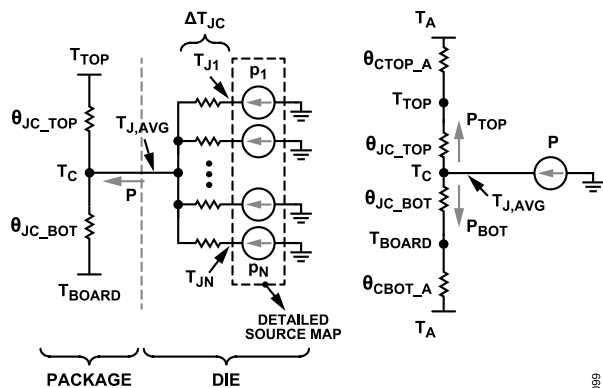 ΔT_JC
T_TOP
T_J1
p_1
θ_JC_TOP
T_J,AVG
T_C
P
θ_JC_BOT
T_BOARD
T_JN
p_N
DETAILED
SOURCE MAP
PACKAGE
DIE
T_A
θ_CTOP_A
T_TOP
P_TOP
θ_JC_TOP
P
T_C
T_J,AVG
θ_JC_BOT
P_BOT
T_BOARD
θ_CBOT_A
T_A
099